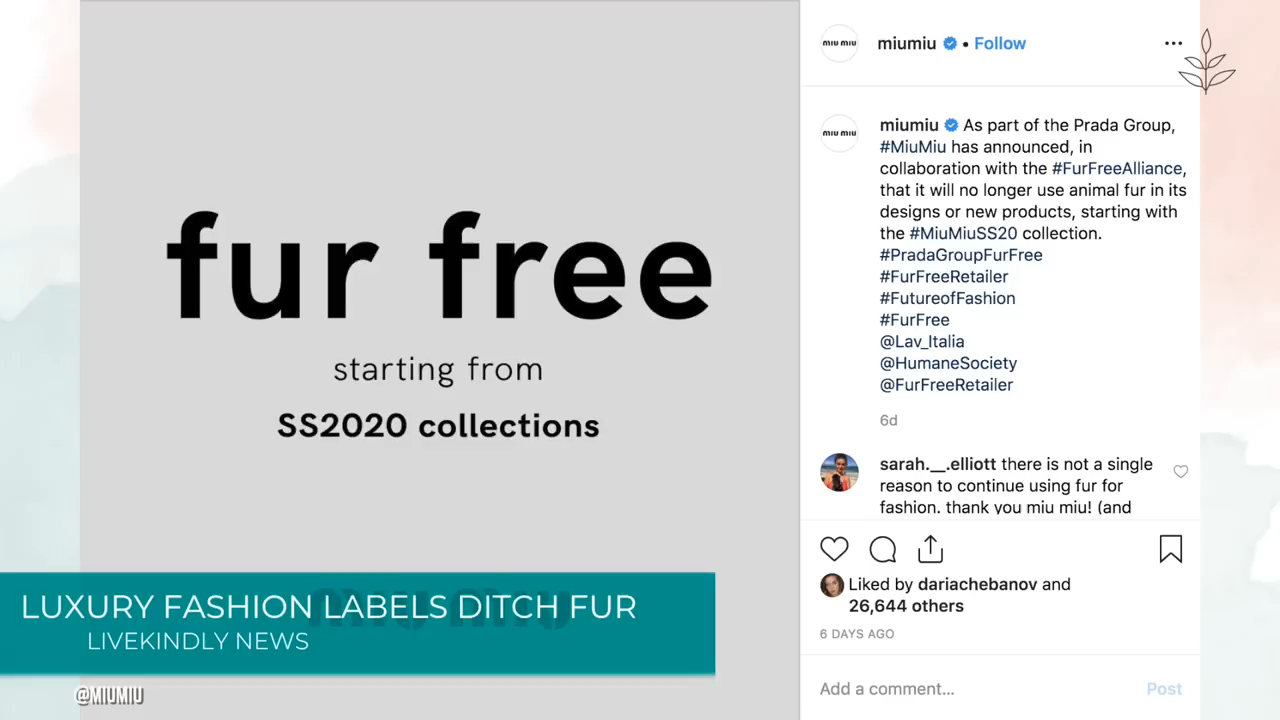 fur free
starting from
SS2020 collections
LUXURY FASHION LABELS DITCH FUR
LIVEKINDLY NEWS
@MIUMIU
miu miu
miumiu • Follow
miu miu
miumiu As part of the Prada Group,
#MiuMiu has announced, in
collaboration with the #FurFreeAlliance,
that it will no longer use animal fur in its
designs or new products, starting with
the #MiuMiuSS20 collection.
#PradaGroupFurFree
#FurFreeRetailer
#FutureofFashion
#FurFree
@Lav_Italia
@HumaneSociety
@FurFreeRetailer
6d
sarah.__.elliott there is not a single
reason to continue using fur for
fashion. thank you miu miu! (and
Liked by dariachebanov and
26,644 others
6 DAYS AGO
Add a comment...
Post